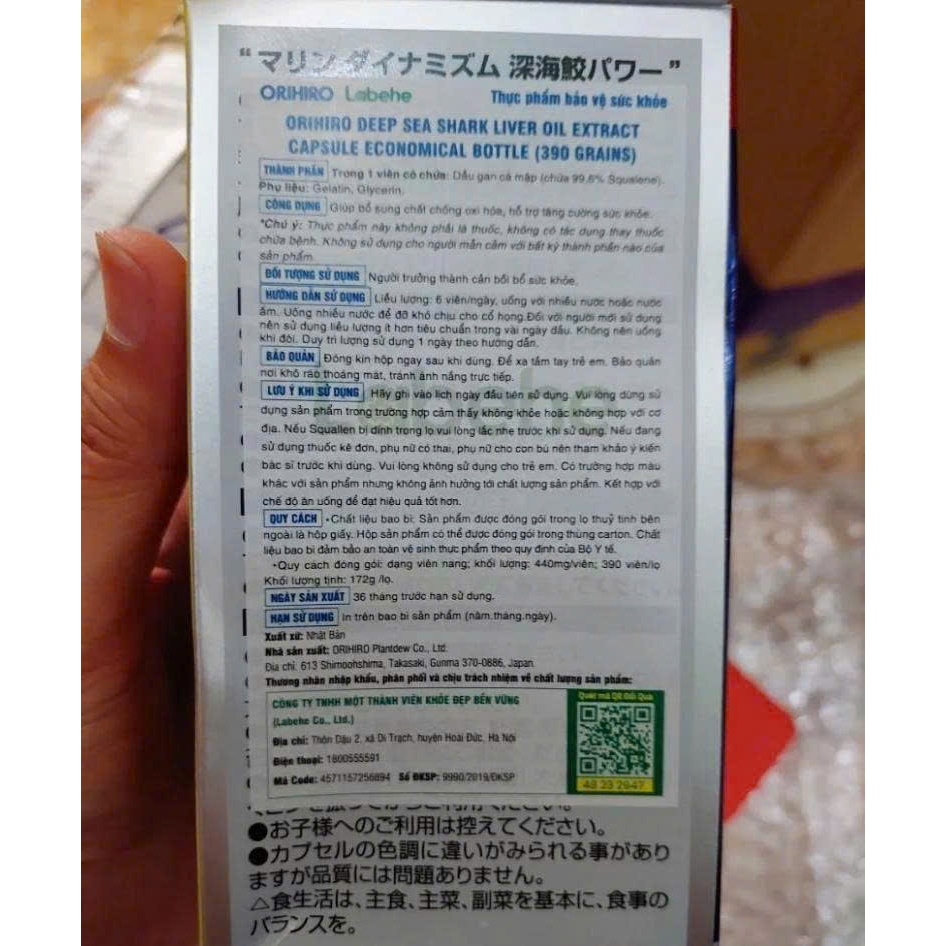 “マリン ダイナミズム 深海鮫パワー”
ORIHIRO Labehe Thực phẩm bảo vệ sức khỏe
ORIHIRO DEEP SEA SHARK LIVER OIL EXTRACT
CAPSULE ECONOMICAL BOTTLE (390 GRAINS)
THÀNH PHẦN Trong 1 viên có chứa: Dầu gan cá mập (chứa 99,6% Squalene).
Phụ liệu: Gelatin, Glycerin.
CÔNG DỤNG Giúp bổ sung chất chống oxi hóa, hỗ trợ tăng cường sức khỏe.
*Chú ý: Thực phẩm này không phải là thuốc, không có tác dụng thay thuốc
chữa bệnh. Không sử dụng cho người mẫn cảm với bất kỳ thành phần nào của
sản phẩm.
ĐỐI TƯỢNG SỬ DỤNG Người trưởng thành cần bồi bổ sức khỏe.
HƯỚNG DẪN SỬ DỤNG Liều lượng: 6 viên/ngày, uống với nhiều nước hoặc nước
ấm. Uống nhiều nước để đỡ khó chịu cho cổ họng.Đối với người mới sử dụng
nên sử dụng liều lượng ít hơn tiêu chuẩn trong vài ngày đầu. Không nên uống
khi đói. Duy trì lượng sử dụng 1 ngày theo hướng dẫn.
BẢO QUẢN Đóng kín hộp ngay sau khi dùng. Để xa tầm tay trẻ em. Bảo quản
nơi khô ráo thoáng mát, tránh ánh nắng trực tiếp.
LƯU Ý KHI SỬ DỤNG Hãy ghi vào lịch ngày đầu tiên sử dụng. Vui lòng dừng sử
dụng sản phẩm trong trường hợp cảm thấy không khỏe hoặc không hợp với cơ
địa. Nếu Squallen bị dính trong lọ vui lòng lắc nhẹ trước khi sử dụng. Nếu đang
sử dụng thuốc kê đơn, phụ nữ có thai, phụ nữ cho con bú nên tham khảo ý kiến
bác sĩ trước khi dùng. Vui lòng không sử dụng cho trẻ em. Có trường hợp màu
khác với sản phẩm nhưng không ảnh hưởng tới chất lượng sản phẩm. Kết hợp với
chế độ ăn uống để đạt hiệu quả tốt hơn.
QUY CÁCH •Chất liệu bao bì: Sản phẩm được đóng gói trong lọ thuỷ tinh bên
ngoài là hộp giấy. Hộp sản phẩm có thể được đóng gói trong thùng carton. Chất
liệu bao bì đảm bảo an toàn vệ sinh thực phẩm theo quy định của Bộ Y tế.
•Quy cách đóng gói: dạng viên nang; khối lượng: 440mg/viên; 390 viên/lọ
Khối lượng tịnh: 172g /lọ.
NGÀY SẢN XUẤT 36 tháng trước hạn sử dụng.
HẠN SỬ DỤNG In trên bao bì sản phẩm (năm.tháng.ngày).
Xuất xứ: Nhật Bản
Nhà sản xuất: ORIHIRO Plantdew Co., Ltd.
Địa chỉ: 613 Shimoohshima, Takasaki, Gunma 370-0886, Japan.
Thương nhân nhập khẩu, phân phối và chịu trách nhiệm về chất lượng sản phẩm:
CÔNG TY TNHH MỘT THÀNH VIÊN KHỎE ĐẸP BỀN VỮNG
(Labehe Co., Ltd.)
Địa chỉ: Thôn Dậu 2, xã Di Trạch, huyện Hoài Đức, Hà Nội
Điện thoại: 1800555591
Mã Code: 4571157256894 Số ĐKSP: 9990/2019/ĐKSP
Quét mã QR Đổi Quà
48 23 2947
●お子様へのご利用は控えてください。
●カプセルの色調に違いがみられる事があり
ますが品質には問題ありません。
△食生活は、主食、主菜、副菜を基本に、食事の
バランスを。